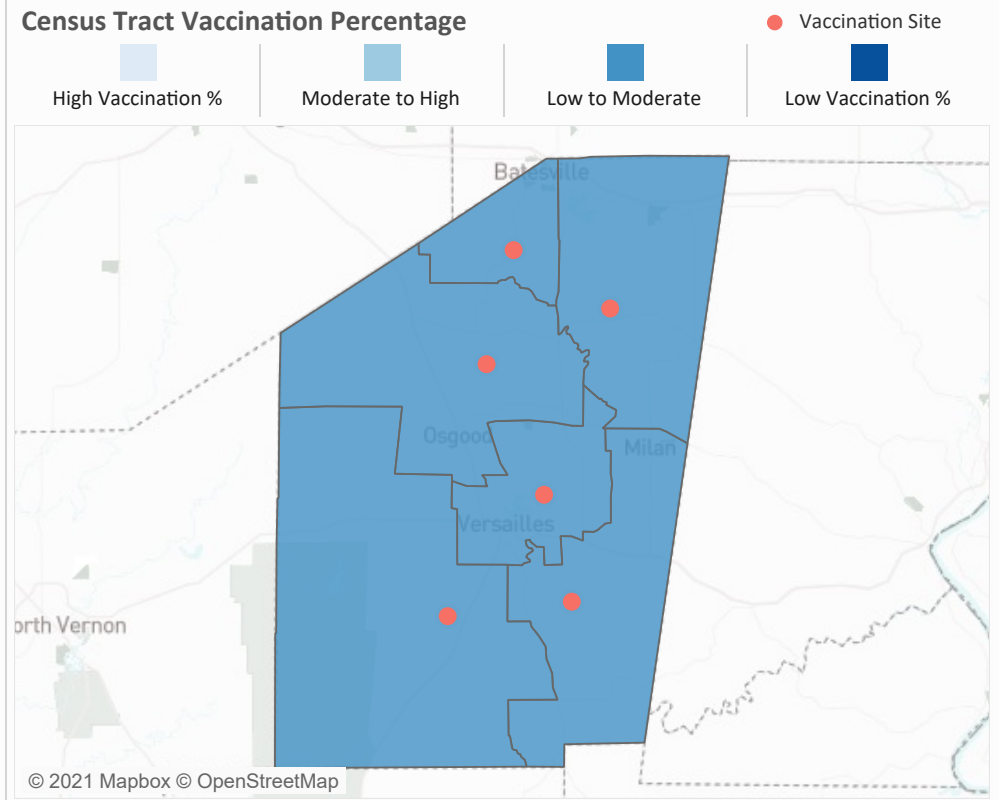 Census Tract Vaccination Percentage
Vaccination Site
High Vaccination %
Moderate to High
Low to Moderate
Low Vaccination %
Batesville
Osgood
Milan
Versailles
orth Vernon
© 2021 Mapbox © OpenStreetMap